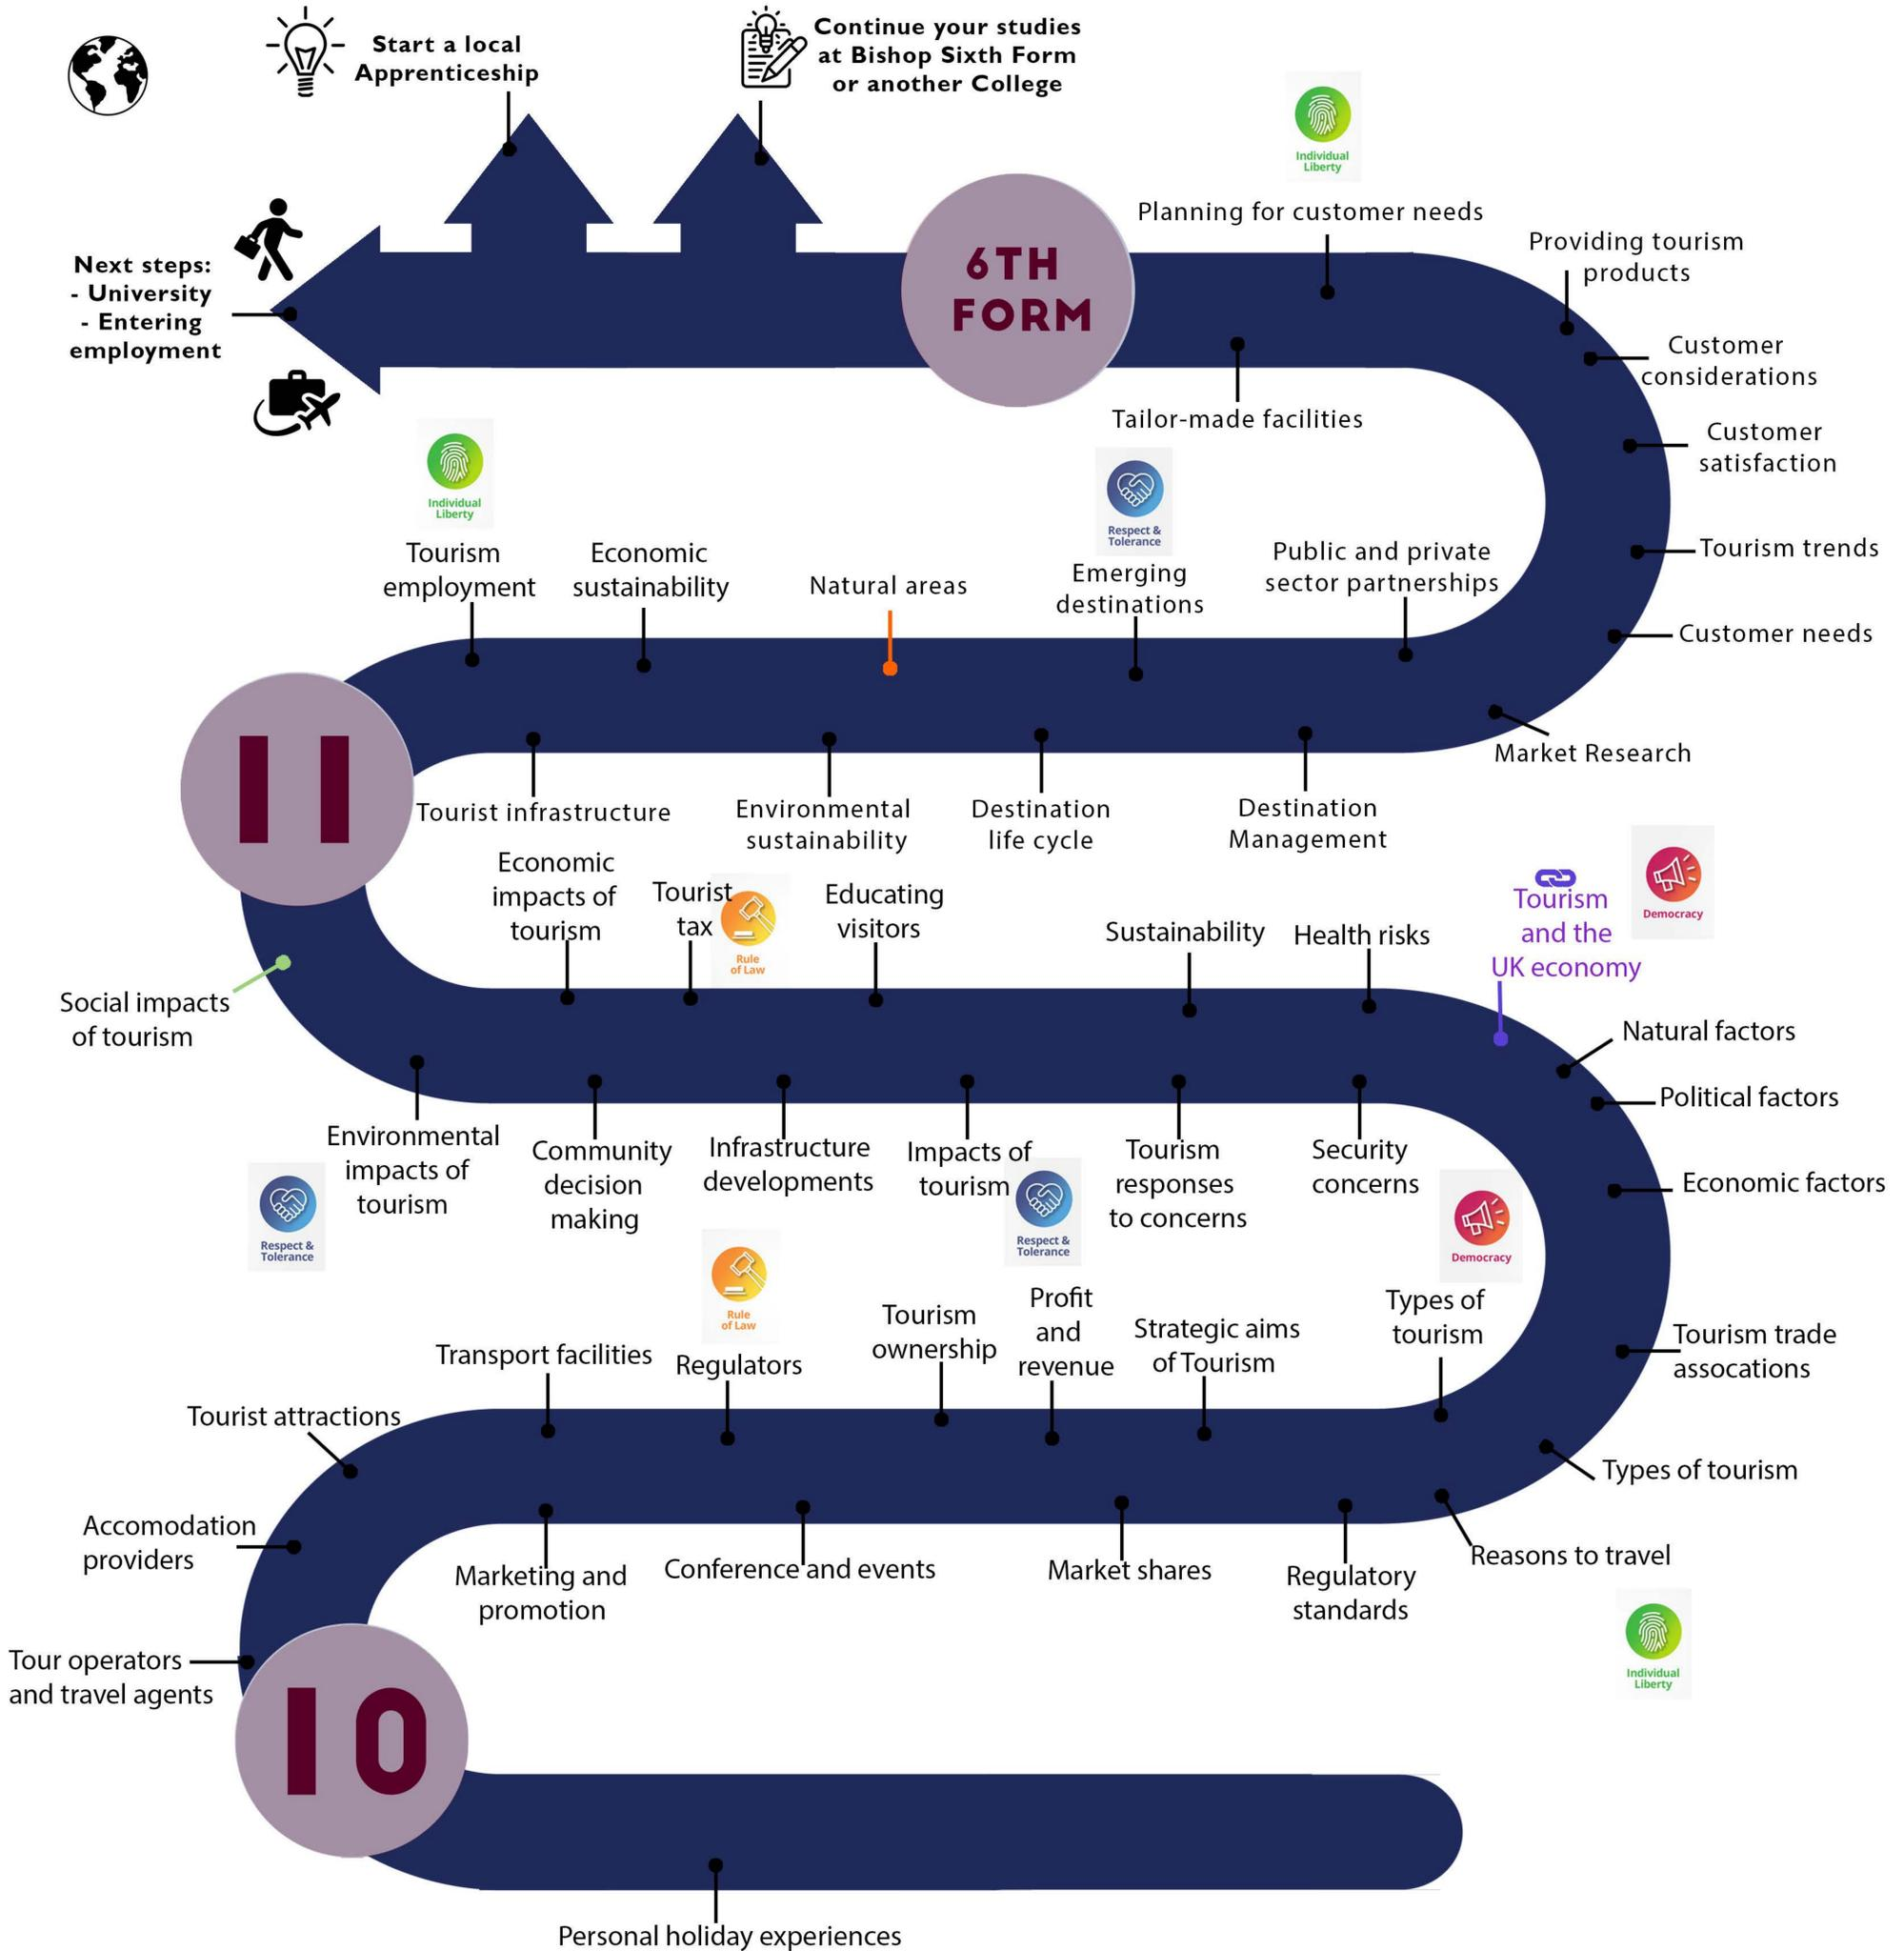 Start a local
Apprenticeship
Continue your studies
at Bishop Sixth Form
or another College
Individual
Liberty
Planning for customer needs
Providing tourism
products
6TH
FORM
Next steps:
- University
- Entering
employment
Customer
considerations
Tailor-made facilities
Customer
satisfaction
Individual
Liberty
Respect &
Tolerance
Tourism
employment
Economic
sustainability
Natural areas
Emerging
destinations
Public and private
sector partnerships
Tourism trends
Customer needs
Market Research
11
Tourist infrastructure
Environmental
sustainability
Destination
life cycle
Destination
Management
Economic
impacts of
tourism
Tourist
tax
Rule
of Law
Educating
visitors
Sustainability
Health risks
Tourism
and the
UK economy
Democracy
Social impacts
of tourism
Natural factors
Political factors
Environmental
impacts of
tourism
Community
decision
making
Infrastructure
developments
Impacts of
tourism
Tourism
responses
to concerns
Security
concerns
Economic factors
Respect &
Tolerance
Respect &
Tolerance
Democracy
Rule
of Law
Transport facilities
Regulators
Tourism
ownership
Profit
and
revenue
Strategic aims
of Tourism
Types of
tourism
Tourism trade
assocations
Tourist attractions
Types of tourism
Accomodation
providers
Marketing and
promotion
Conference and events
Market shares
Regulatory
standards
Reasons to travel
Individual
Liberty
Tour operators
and travel agents
10
Personal holiday experiences